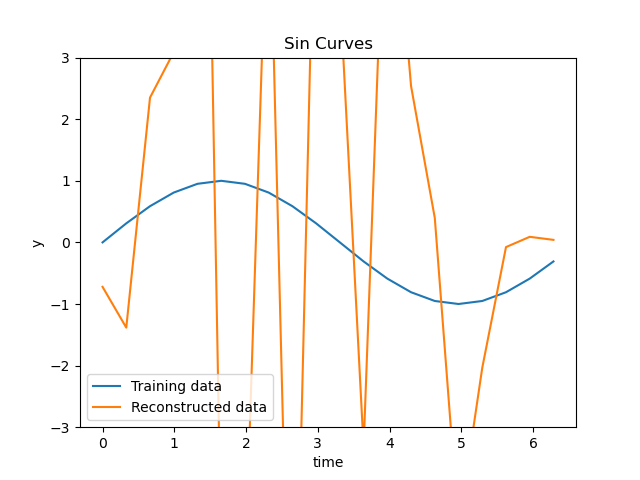 Sin Curves
3
2
1
0
−1
−2
−3
y
Training data
Reconstructed data
0 1 2 3 4 5 6
time